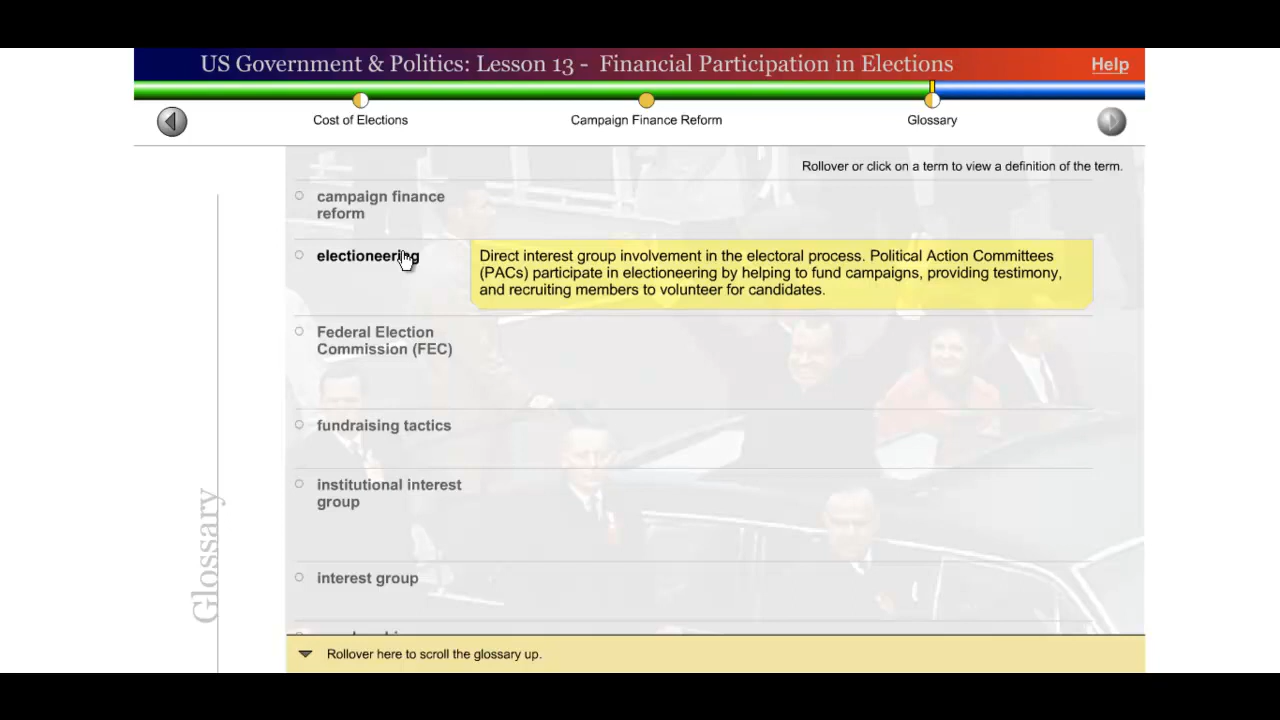 US Government & Politics: Lesson 13 - Financial Participation in Elections
Help
Cost of Elections
Campaign Finance Reform
Glossary
Rollover or click on a term to view a definition of the term.
campaign finance
reform
electioneering
Direct interest group involvement in the electoral process. Political Action Committees
(PACs) participate in electioneering by helping to fund campaigns, providing testimony,
and recruiting members to volunteer for candidates.
Federal Election
Commission (FEC)
fundraising tactics
institutional interest
group
interest group
Glossary
Rollover here to scroll the glossary up.